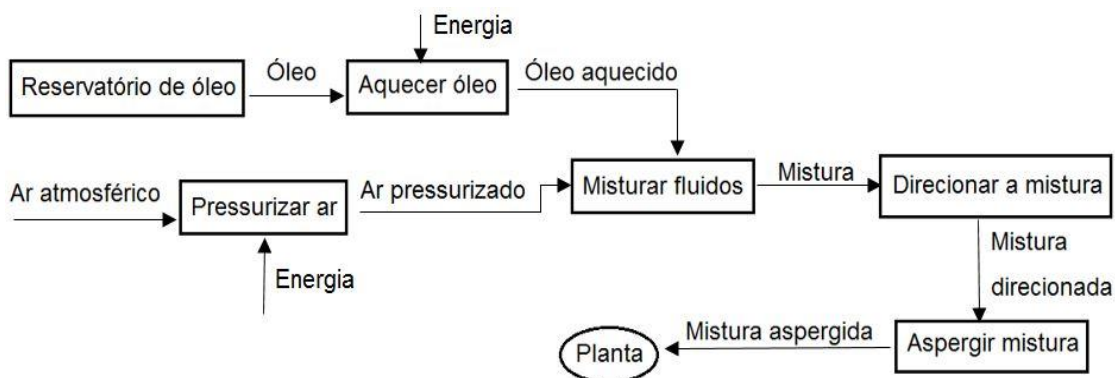 Energia
Reservatório de óleo
Óleo
Aquecer óleo
Óleo aquecido
Ar atmosférico
Pressurizar ar
Ar pressurizado
Misturar fluidos
Mistura
Direcionar a mistura
Energia
Mistura
direcionada
Planta
Mistura aspergida
Aspergir mistura